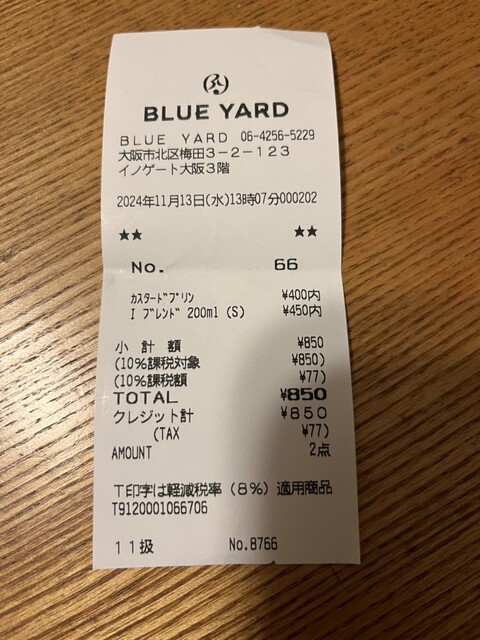 BLUE YARD
BLUE YARD 06-4256-5229
大阪市北区梅田3-2-123
イノゲート大阪3階
2024年11月13日(水)13時07分000202
★★ ★★
No. 66
ｶｽﾀｰﾄﾞﾌﾟﾘﾝ ¥400内
I ﾌﾞﾚﾝﾄﾞ 200ml (S) ¥450内
小 計 額 ¥850
(10%課税対象 ¥850)
(10%課税額 ¥77)
TOTAL ¥850
クレジット計 ¥850
(TAX ¥77)
AMOUNT 2点
T印字は軽減税率(8%)適用商品
T9120001066706
11扱 No.8766